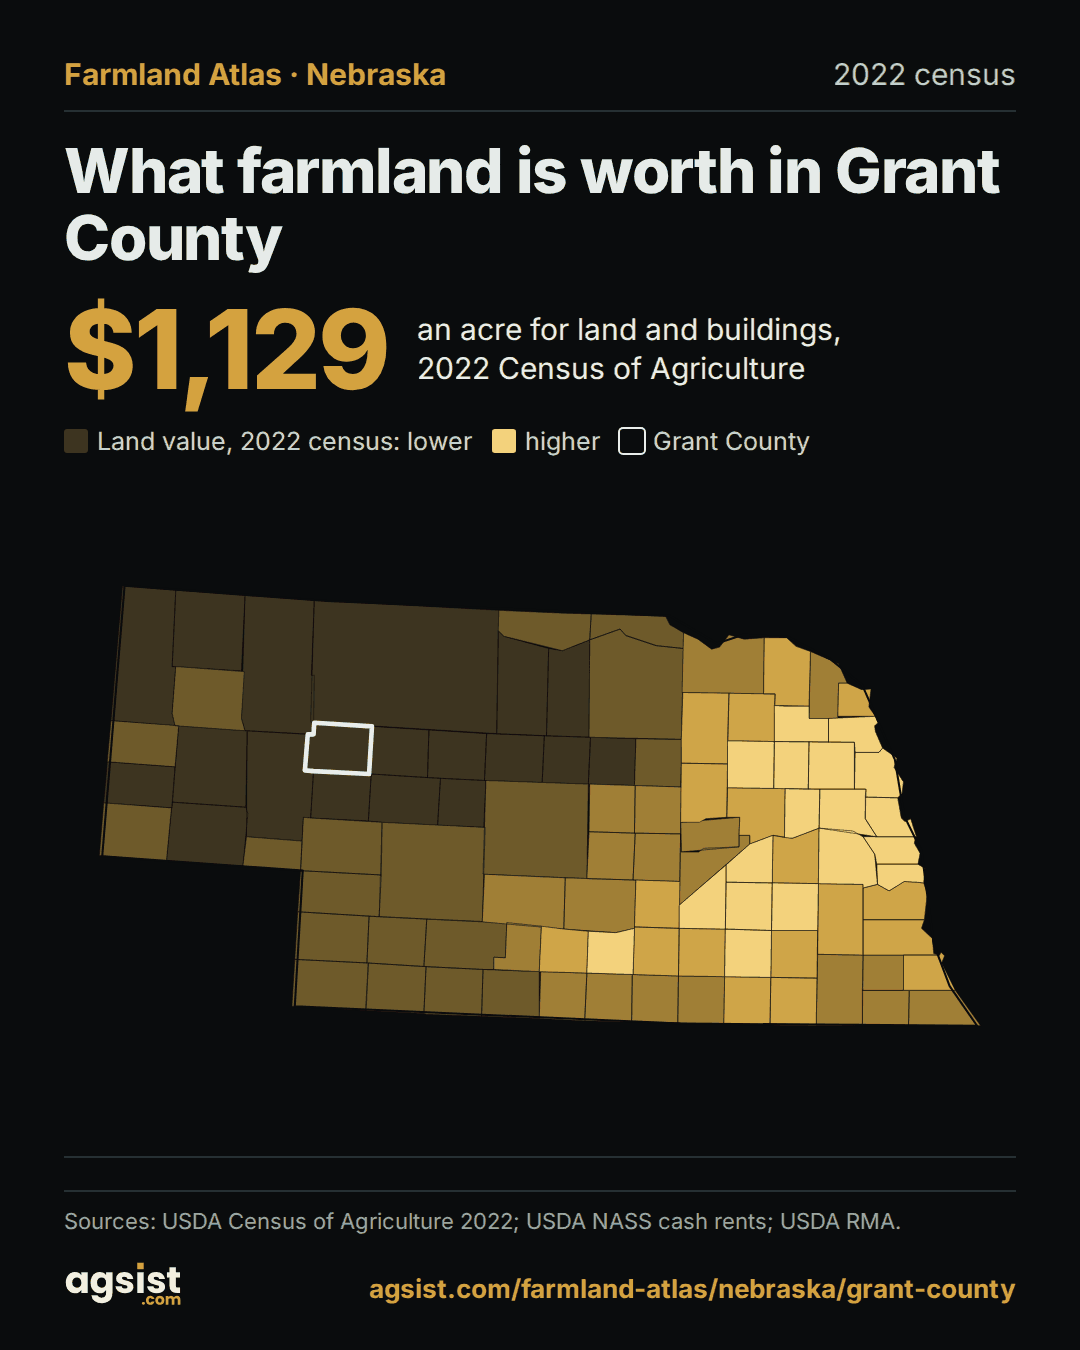 Farmland Atlas · Nebraska
2022 census
What farmland is worth in Grant
County
$1,129
an acre for land and buildings,
2022 Census of Agriculture
Land value, 2022 census: lower
higher
Grant County
Sources: USDA Census of Agriculture 2022; USDA NASS cash rents; USDA RMA.
agsist
.com
agsist.com/farmland-atlas/nebraska/grant-county